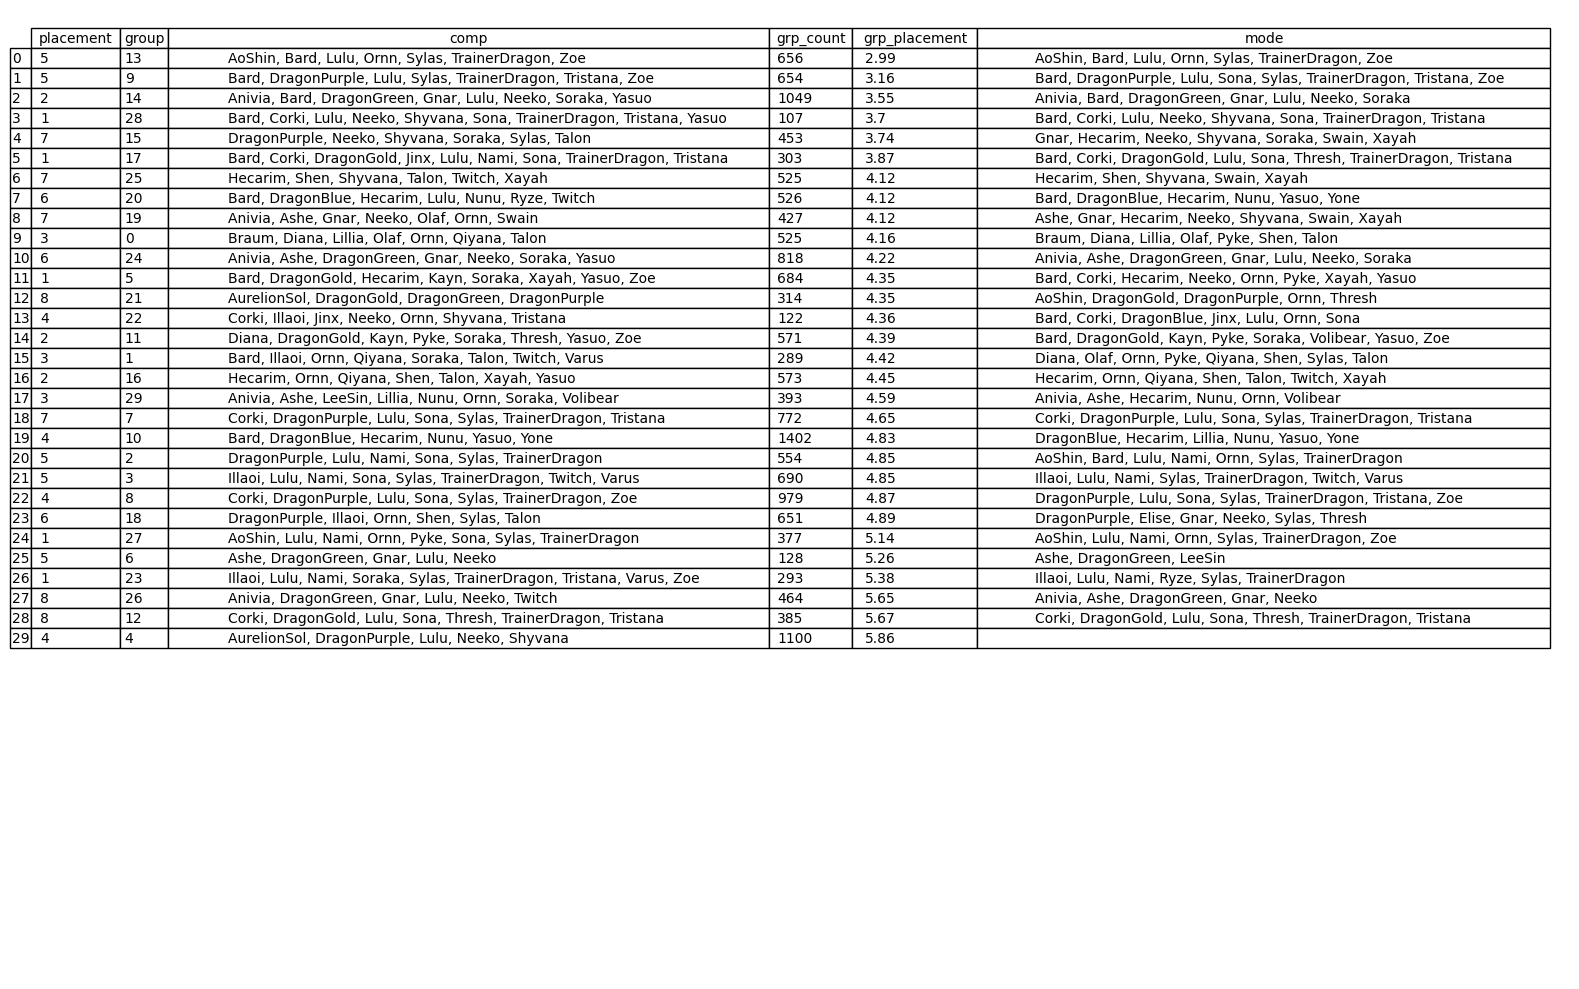 placement group comp grp_count grp_placement mode
0 5 13 AoShin, Bard, Lulu, Ornn, Sylas, TrainerDragon, Zoe 656 2.99 AoShin, Bard, Lulu, Ornn, Sylas, TrainerDragon, Zoe
1 5 9 Bard, DragonPurple, Lulu, Sylas, TrainerDragon, Tristana, Zoe 654 3.16 Bard, DragonPurple, Lulu, Sona, Sylas, TrainerDragon, Tristana, Zoe
2 2 14 Anivia, Bard, DragonGreen, Gnar, Lulu, Neeko, Soraka, Yasuo 1049 3.55 Anivia, Bard, DragonGreen, Gnar, Lulu, Neeko, Soraka
3 1 28 Bard, Corki, Lulu, Neeko, Shyvana, Sona, TrainerDragon, Tristana, Yasuo 107 3.7 Bard, Corki, Lulu, Neeko, Shyvana, Sona, TrainerDragon, Tristana
4 7 15 DragonPurple, Neeko, Shyvana, Soraka, Sylas, Talon 453 3.74 Gnar, Hecarim, Neeko, Shyvana, Soraka, Swain, Xayah
5 1 17 Bard, Corki, DragonGold, Jinx, Lulu, Nami, Sona, TrainerDragon, Tristana 303 3.87 Bard, Corki, DragonGold, Lulu, Sona, Thresh, TrainerDragon, Tristana
6 7 25 Hecarim, Shen, Shyvana, Talon, Twitch, Xayah 525 4.12 Hecarim, Shen, Shyvana, Swain, Xayah
7 6 20 Bard, DragonBlue, Hecarim, Lulu, Nunu, Ryze, Twitch 526 4.12 Bard, DragonBlue, Hecarim, Nunu, Yasuo, Yone
8 7 19 Anivia, Ashe, Gnar, Neeko, Olaf, Ornn, Swain 427 4.12 Ashe, Gnar, Hecarim, Neeko, Shyvana, Swain, Xayah
9 3 0 Braum, Diana, Lillia, Olaf, Ornn, Qiyana, Talon 525 4.16 Braum, Diana, Lillia, Olaf, Pyke, Shen, Talon
10 6 24 Anivia, Ashe, DragonGreen, Gnar, Neeko, Soraka, Yasuo 818 4.22 Anivia, Ashe, DragonGreen, Gnar, Lulu, Neeko, Soraka
11 1 5 Bard, DragonGold, Hecarim, Kayn, Soraka, Xayah, Yasuo, Zoe 684 4.35 Bard, Corki, Hecarim, Neeko, Ornn, Pyke, Xayah, Yasuo
12 8 21 AurelionSol, DragonGold, DragonGreen, DragonPurple 314 4.35 AoShin, DragonGold, DragonPurple, Ornn, Thresh
13 4 22 Corki, Illaoi, Jinx, Neeko, Ornn, Shyvana, Tristana 122 4.36 Bard, Corki, DragonBlue, Jinx, Lulu, Ornn, Sona
14 2 11 Diana, DragonGold, Kayn, Pyke, Soraka, Thresh, Yasuo, Zoe 571 4.39 Bard, DragonGold, Kayn, Pyke, Soraka, Volibear, Yasuo, Zoe
15 3 1 Bard, Illaoi, Ornn, Qiyana, Soraka, Talon, Twitch, Varus 289 4.42 Diana, Olaf, Ornn, Pyke, Qiyana, Shen, Sylas, Talon
16 2 16 Hecarim, Ornn, Qiyana, Shen, Talon, Xayah, Yasuo 573 4.45 Hecarim, Ornn, Qiyana, Shen, Talon, Twitch, Xayah
17 3 29 Anivia, Ashe, LeeSin, Lillia, Nunu, Ornn, Soraka, Volibear 393 4.59 Anivia, Ashe, Hecarim, Nunu, Ornn, Volibear
18 7 7 Corki, DragonPurple, Lulu, Sona, Sylas, TrainerDragon, Tristana 772 4.65 Corki, DragonPurple, Lulu, Sona, Sylas, TrainerDragon, Tristana
19 4 10 Bard, DragonBlue, Hecarim, Nunu, Yasuo, Yone 1402 4.83 DragonBlue, Hecarim, Lillia, Nunu, Yasuo, Yone
20 5 2 DragonPurple, Lulu, Nami, Sona, Sylas, TrainerDragon 554 4.85 AoShin, Bard, Lulu, Nami, Ornn, Sylas, TrainerDragon
21 5 3 Illaoi, Lulu, Nami, Sona, Sylas, TrainerDragon, Twitch, Varus 690 4.85 Illaoi, Lulu, Nami, Sylas, TrainerDragon, Twitch, Varus
22 4 8 Corki, DragonPurple, Lulu, Sona, Sylas, TrainerDragon, Zoe 979 4.87 DragonPurple, Lulu, Sona, Sylas, TrainerDragon, Tristana, Zoe
23 6 18 DragonPurple, Illaoi, Ornn, Shen, Sylas, Talon 651 4.89 DragonPurple, Elise, Gnar, Neeko, Sylas, Thresh
24 1 27 AoShin, Lulu, Nami, Ornn, Pyke, Sona, Sylas, TrainerDragon 377 5.14 AoShin, Lulu, Nami, Ornn, Sylas, TrainerDragon, Zoe
25 5 6 Ashe, DragonGreen, Gnar, Lulu, Neeko 128 5.26 Ashe, DragonGreen, LeeSin
26 1 23 Illaoi, Lulu, Nami, Soraka, Sylas, TrainerDragon, Tristana, Varus, Zoe 293 5.38 Illaoi, Lulu, Nami, Ryze, Sylas, TrainerDragon
27 8 26 Anivia, DragonGreen, Gnar, Lulu, Neeko, Twitch 464 5.65 Anivia, Ashe, DragonGreen, Gnar, Neeko
28 8 12 Corki, DragonGold, Lulu, Sona, Thresh, TrainerDragon, Tristana 385 5.67 Corki, DragonGold, Lulu, Sona, Thresh, TrainerDragon, Tristana
29 4 4 AurelionSol, DragonPurple, Lulu, Neeko, Shyvana 1100 5.86